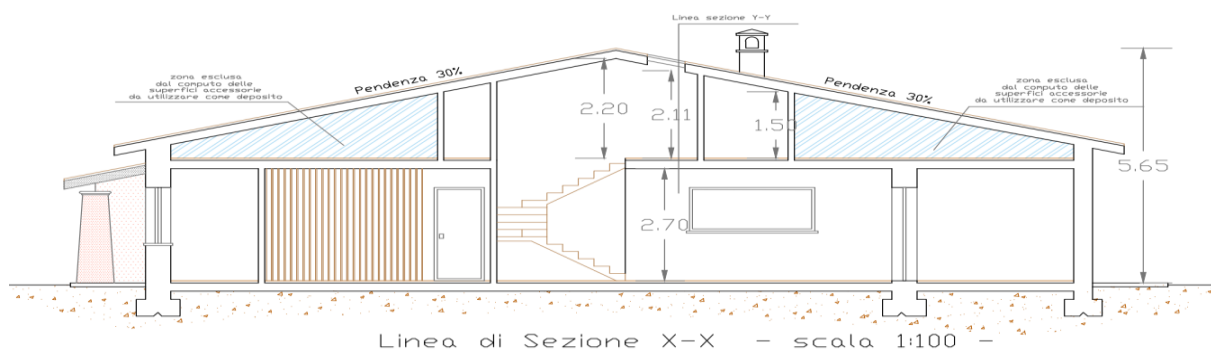 Linea sezione Y-Y
zona esclusa
dal computo delle
superfici accessorie
da utilizzare come deposito
Pendenza 30%
Pendenza 30%
zona esclusa
dal computo delle
superfici accessorie
da utilizzare come deposito
2.20
2.11
1.50
5.65
2.70
Linea di Sezione X-X - scala 1:100 -